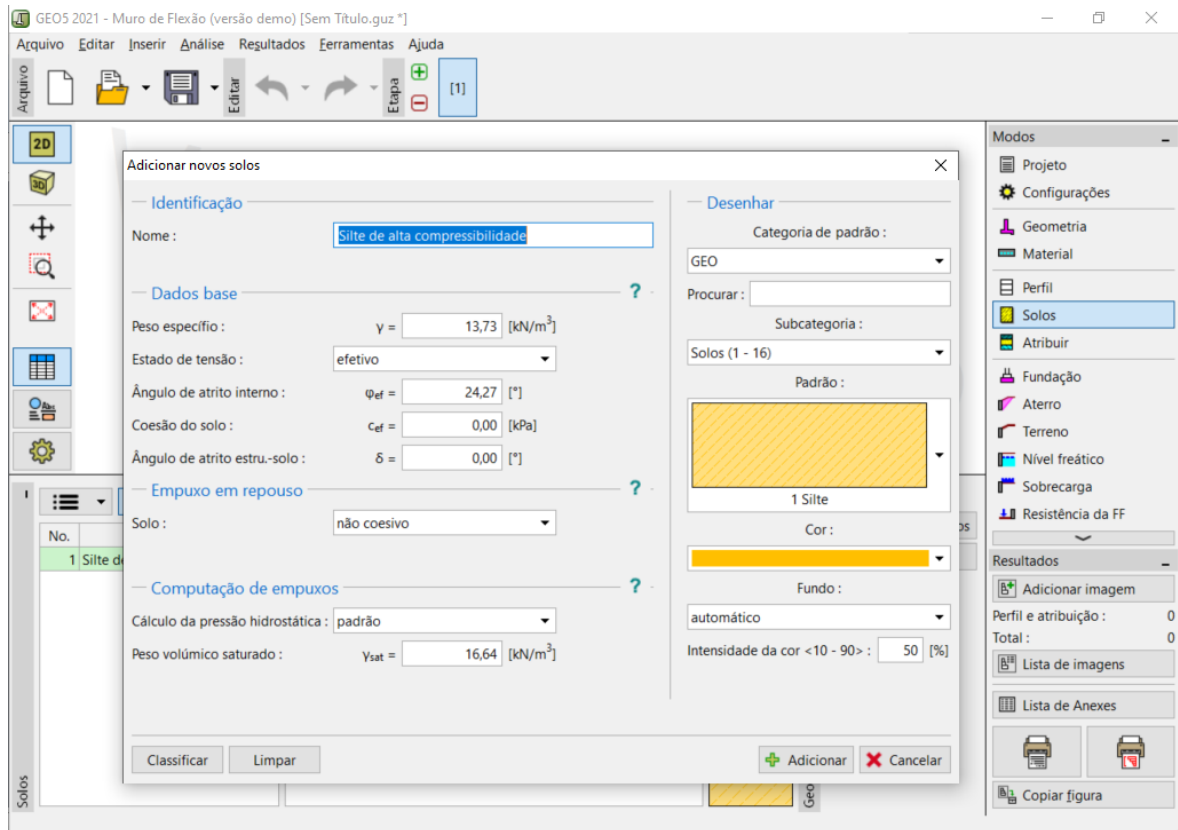 GEO5 2021 - Muro de Flexão (versão demo) [Sem Título.guz *]
Arquivo Editar Inserir Análise Resultados Ferramentas Ajuda
Arquivo
Editar
Etapa
[1]
2D
3D
Adicionar novos solos
Identificação
Nome :
Silte de alta compressibilidade
Dados base
?
Peso específio :
γ = 13,73 [kN/m³]
Estado de tensão :
efetivo
Ângulo de atrito interno :
φef = 24,27 [°]
Coesão do solo :
cef = 0,00 [kPa]
Ângulo de atrito estru.-solo :
δ = 0,00 [°]
Empuxo em repouso
?
Solo :
não coesivo
Computação de empuxos
?
Cálculo da pressão hidrostática :
padrão
Peso volúmico saturado :
γsat = 16,64 [kN/m³]
Desenhar
Categoria de padrão :
GEO
Procurar :
Subcategoria :
Solos (1 - 16)
Padrão :
1 Silte
Cor :
Fundo :
automático
Intensidade da cor <10 - 90> : 50 [%]
Classificar
Limpar
Adicionar
Cancelar
Modos
Projeto
Configurações
Geometria
Material
Perfil
Solos
Atribuir
Fundação
Aterro
Terreno
Nível freático
Sobrecarga
Resistência da FF
Resultados
Adicionar imagem
Perfil e atribuição : 0
Total : 0
Lista de imagens
Lista de Anexes
Copiar figura
No.
1 Silte de
Solos
Geo
os